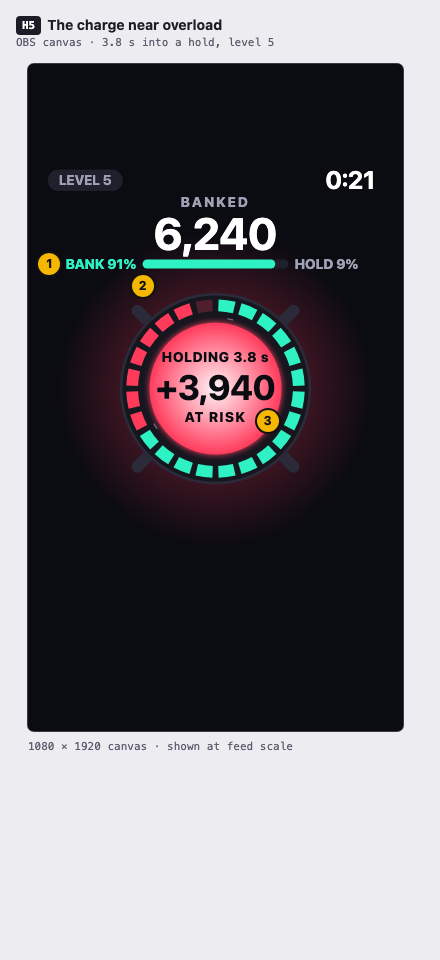 H5 The charge near overload
OBS canvas · 3.8 s into a hold, level 5
LEVEL 5
0:21
BANKED
6,240
1 BANK 91% HOLD 9%
2
HOLDING 3.8 s
+3,940
AT RISK
3
1080 × 1920 canvas · shown at feed scale